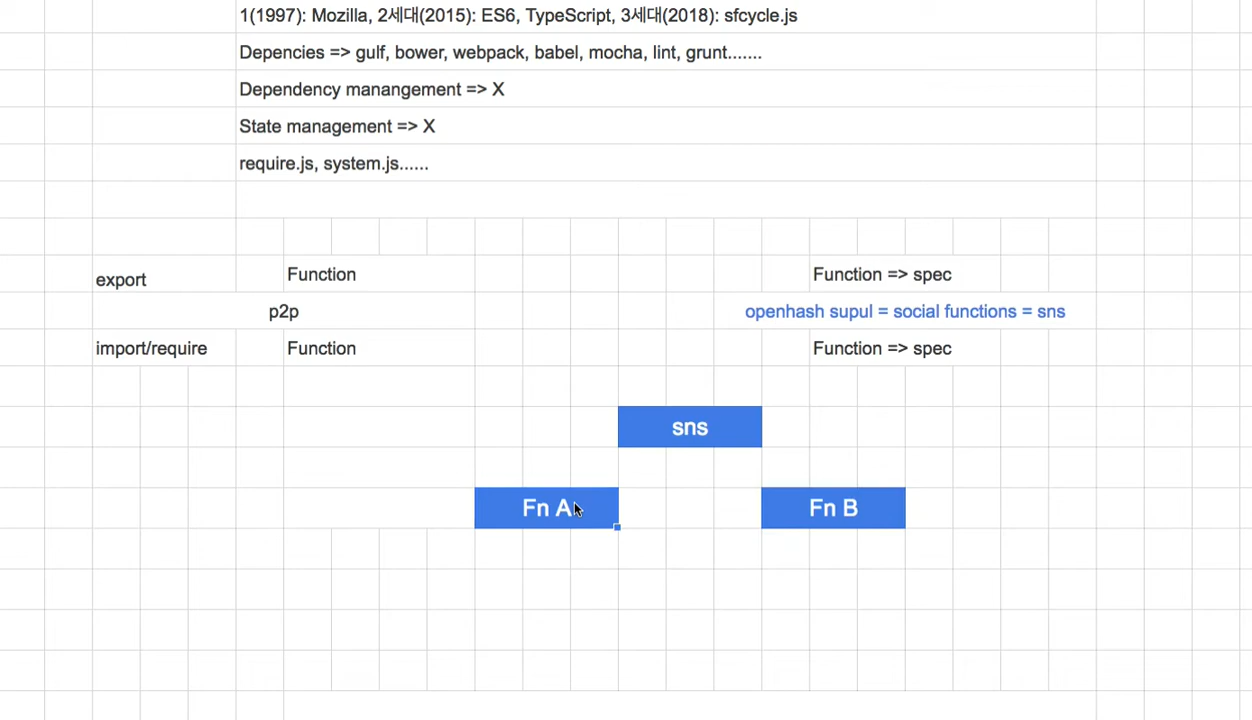 1(1997): Mozilla, 2세대(2015): ES6, TypeScript, 3세대(2018): sfcycle.js
Depencies => gulf, bower, webpack, babel, mocha, lint, grunt.......
Dependency manangement => X
State management => X
require.js, system.js......
export Function Function => spec
p2p openhash supul = social functions = sns
import/require Function Function => spec
sns
Fn A Fn B